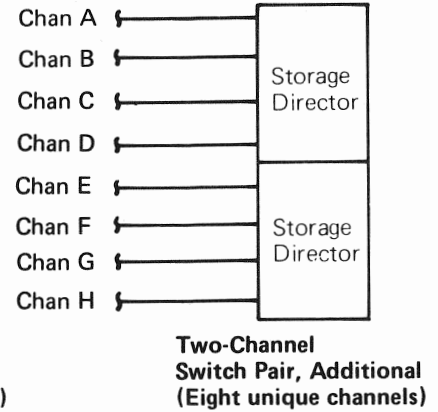 Chan A
Chan B
Chan C
Chan D
Storage
Director
Chan E
Chan F
Chan G
Chan H
Storage
Director
Two-Channel
Switch Pair, Additional
) (Eight unique channels)